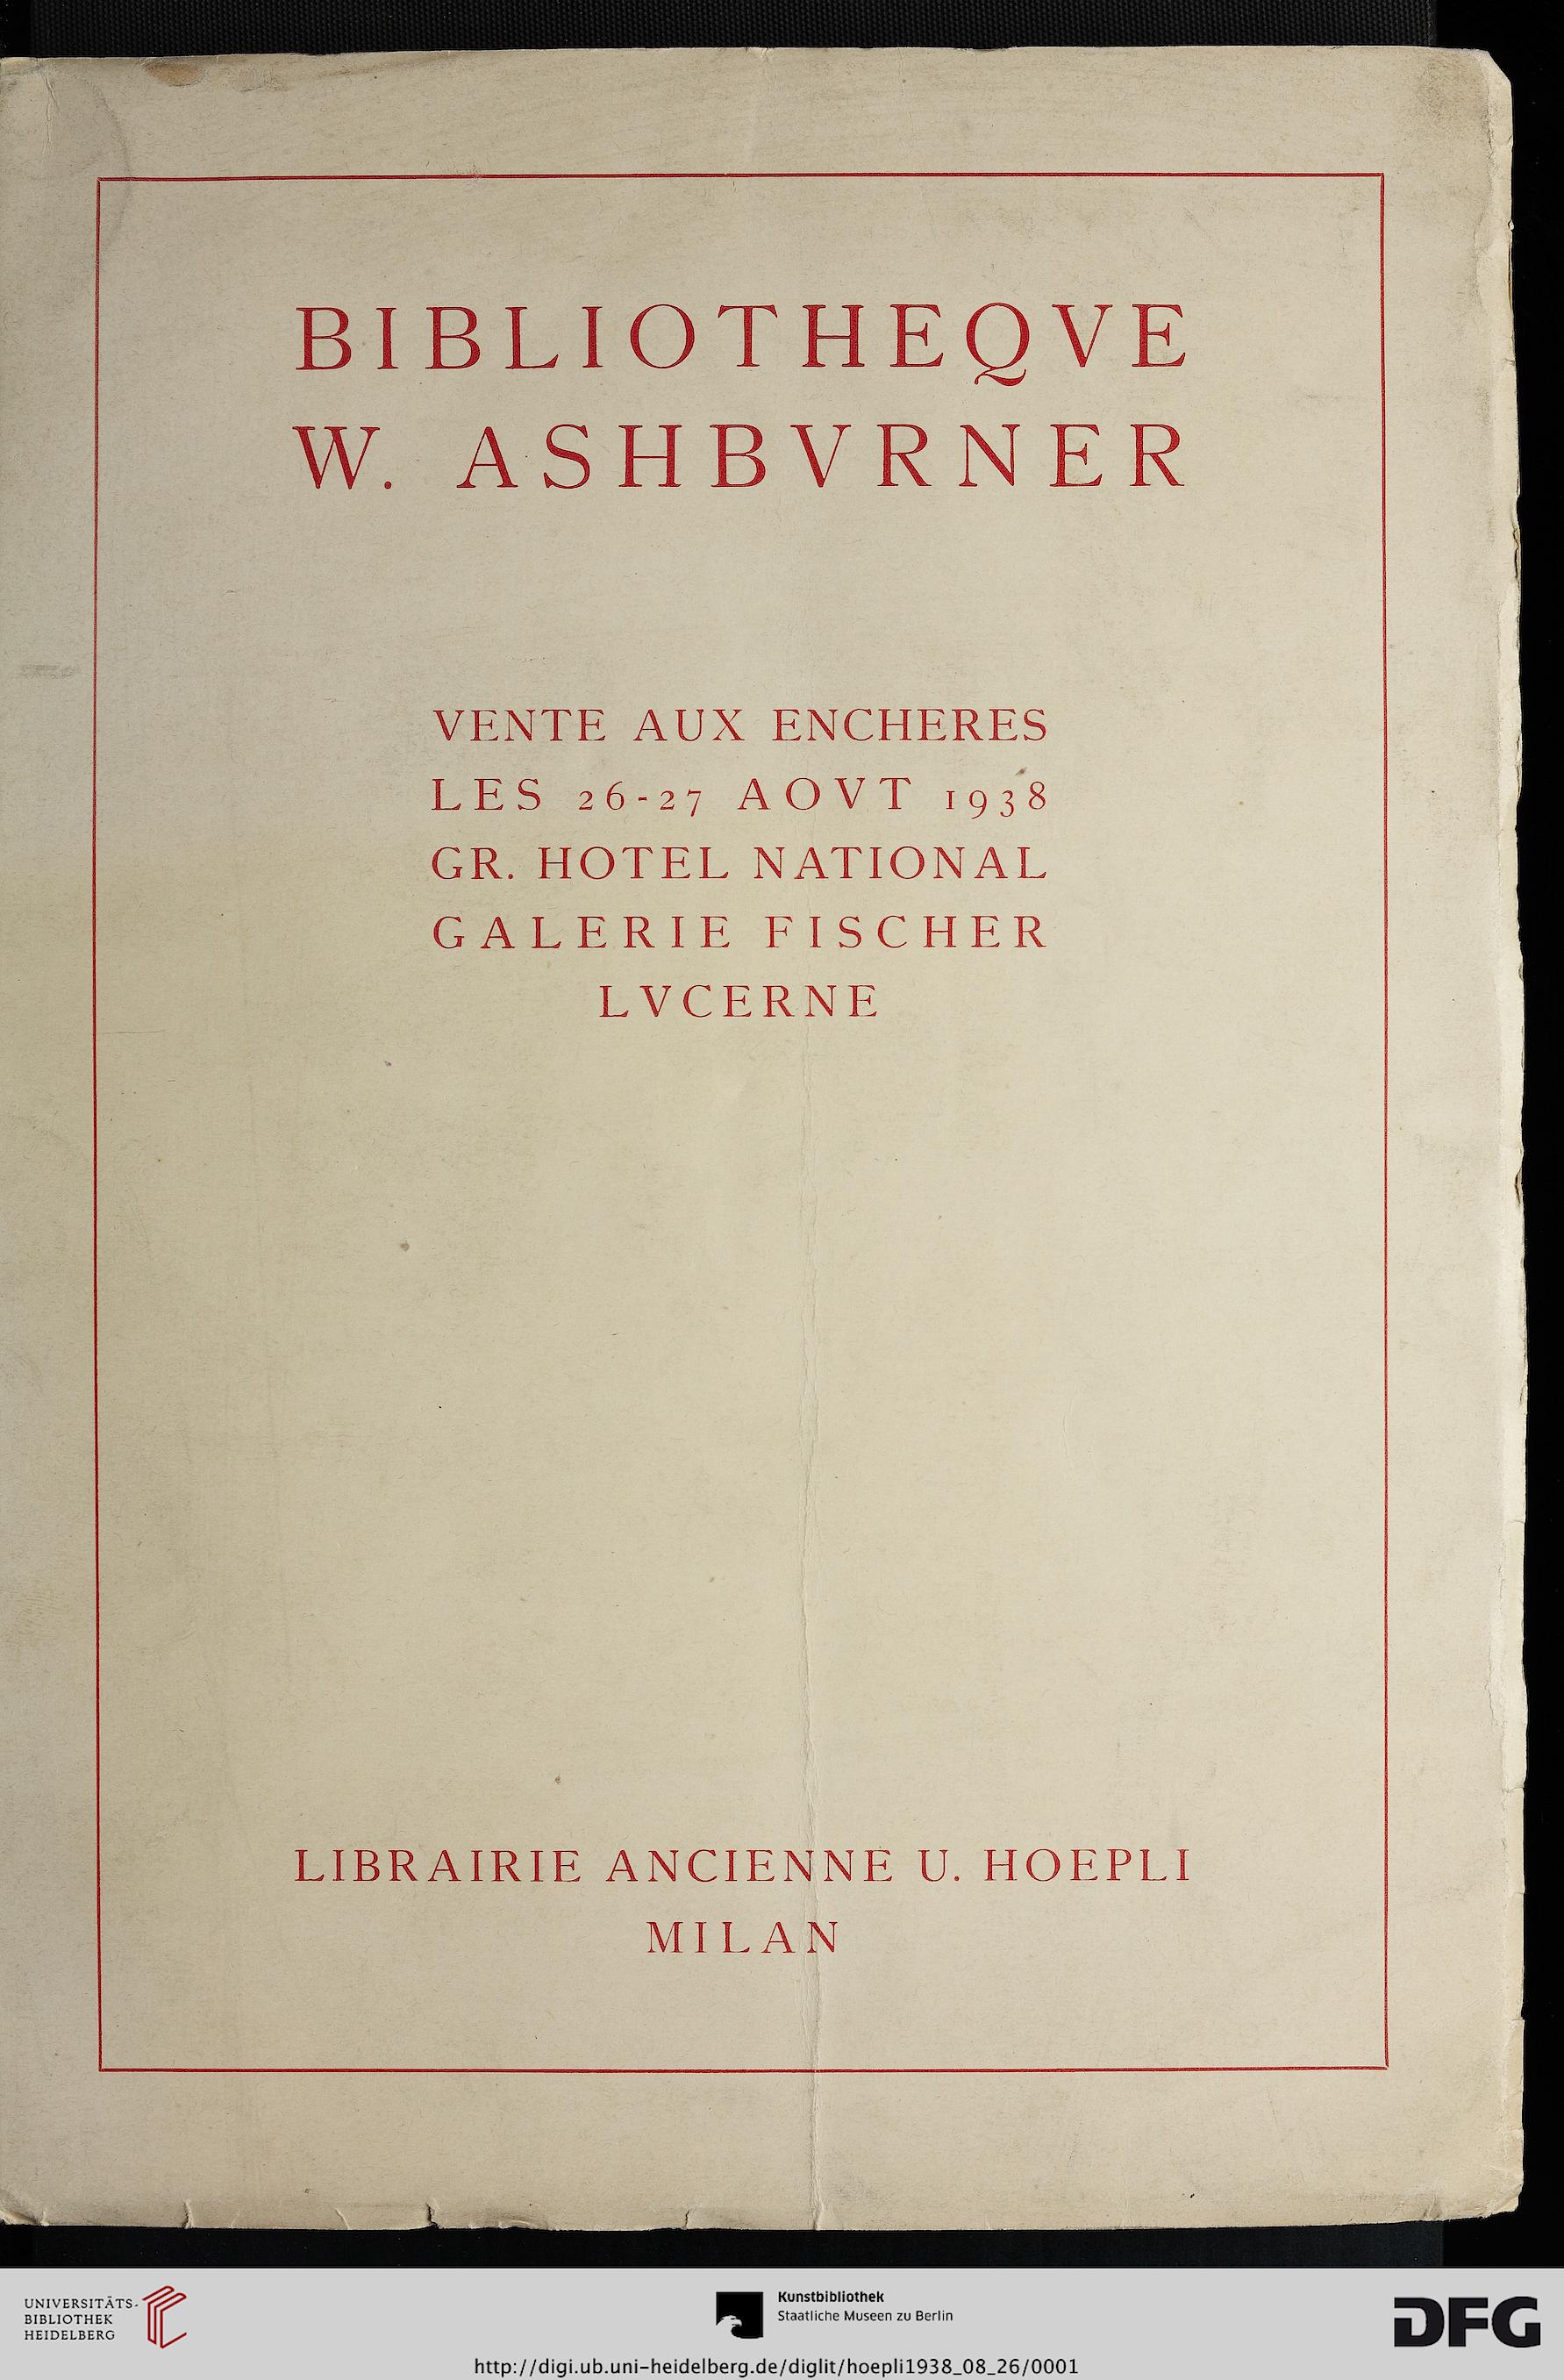 BIBLIOTHEQVE
W. ASHBVRNER
VENTE AUX ENCHERES
LES 26-27 AOVT 1938
GR. HOTEL NATIONAL
GALERIE FISCHER
LVCERNE
LIBRAIRIE ANCIENNE U. HOEPLI
MILAN
UNIVERSITÄTS-
BIBLIOTHEK
HEIDELBERG
Kunstbibliothek
Staatliche Museen zu Berlin
DFG
http://digi.ub.uni-heidelberg.de/diglit/hoepli1938_08_26/0001